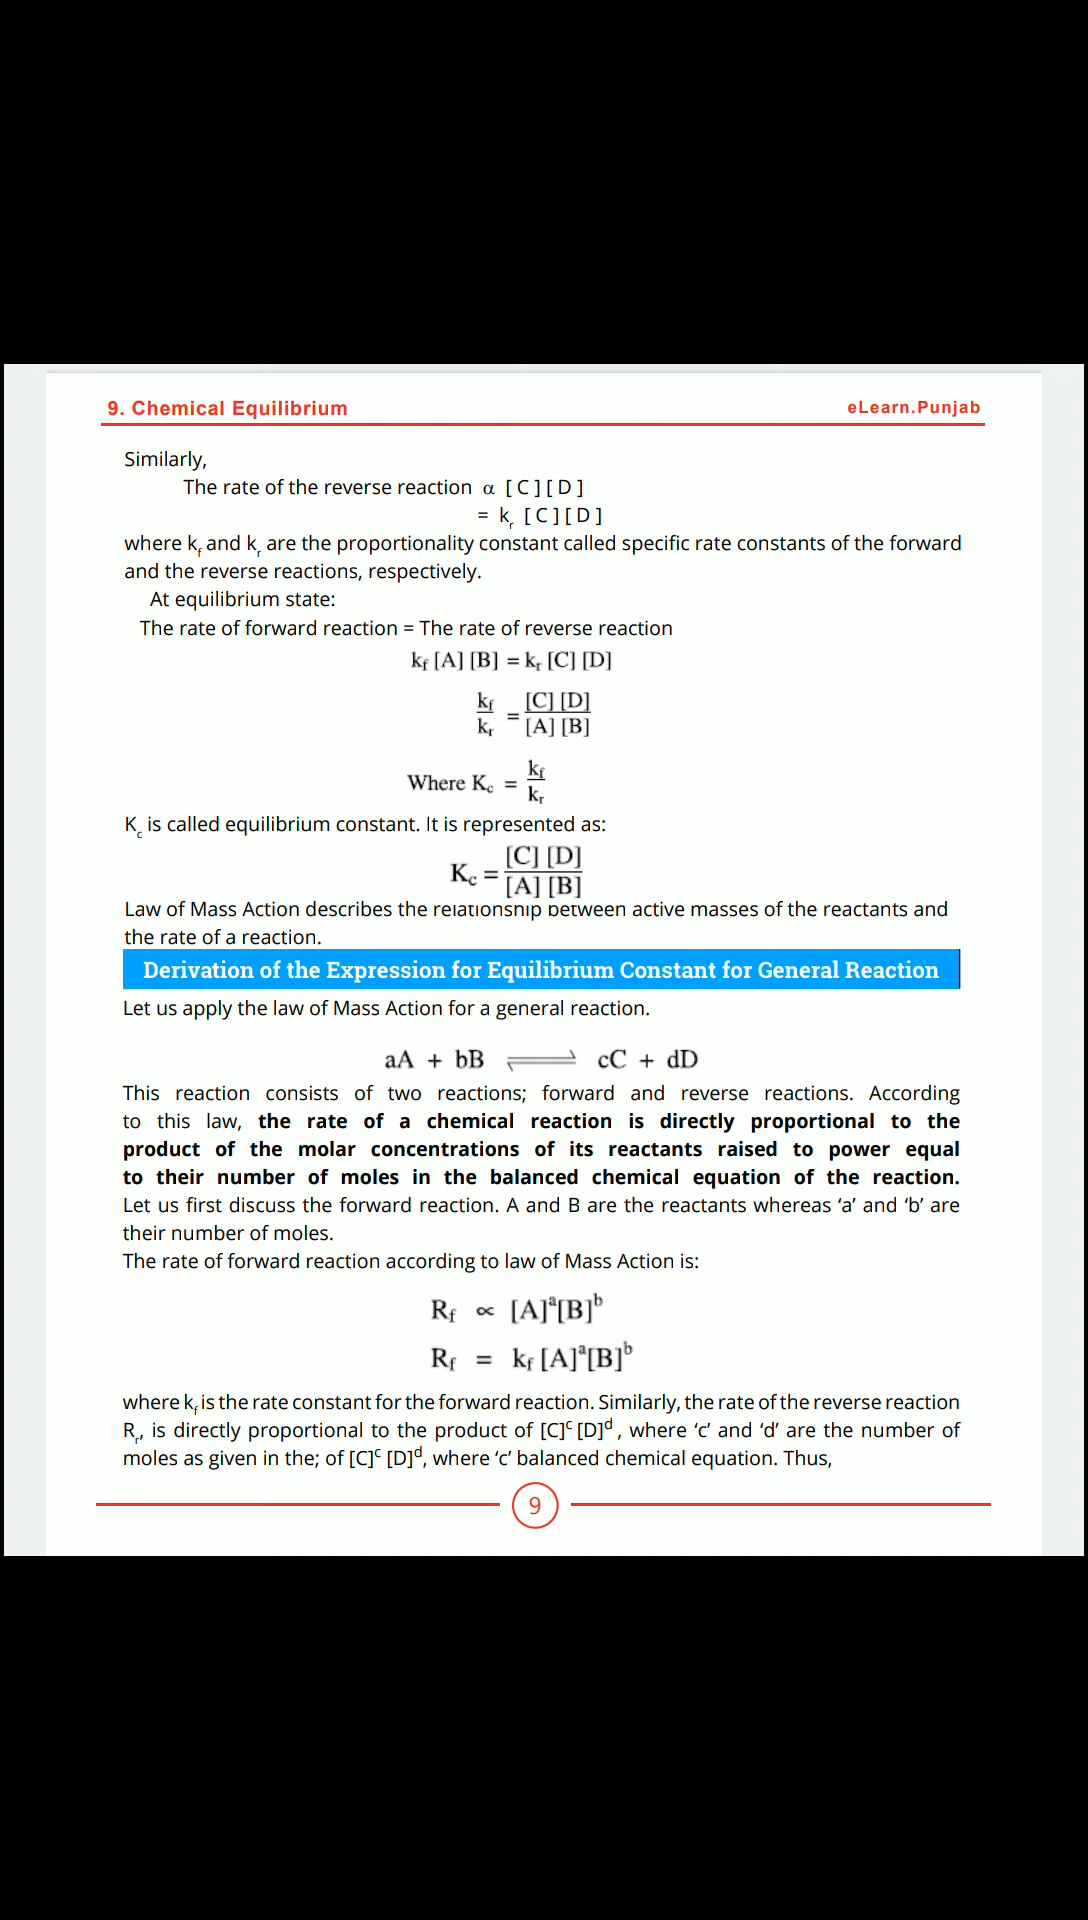 9. Chemical Equilibrium eLearn.Punjab
Similarly,
The rate of the reverse reaction α [C][D]
= kᵣ [C][D]
where k_f and kᵣ are the proportionality constant called specific rate constants of the forward
and the reverse reactions, respectively.
At equilibrium state:
The rate of forward reaction = The rate of reverse reaction
k_f [A] [B] = kᵣ [C] [D]
k_f/kᵣ = [C] [D]/[A] [B]
Where K_c = k_f/kᵣ
K_c is called equilibrium constant. It is represented as:
K_c = [C] [D]/[A] [B]
Law of Mass Action describes the relationship between active masses of the reactants and
the rate of a reaction.
Derivation of the Expression for Equilibrium Constant for General Reaction
Let us apply the law of Mass Action for a general reaction.
aA + bB ⇌ cC + dD
This reaction consists of two reactions; forward and reverse reactions. According
to this law, the rate of a chemical reaction is directly proportional to the
product of the molar concentrations of its reactants raised to power equal
to their number of moles in the balanced chemical equation of the reaction.
Let us first discuss the forward reaction. A and B are the reactants whereas ‘a’ and ‘b’ are
their number of moles.
The rate of forward reaction according to law of Mass Action is:
R_f ∝ [A]ᵃ[B]ᵇ
R_f = k_f [A]ᵃ[B]ᵇ
where k_f is the rate constant for the forward reaction. Similarly, the rate of the reverse reaction
Rᵣ, is directly proportional to the product of [C]ᶜ [D]ᵈ, where ‘c’ and ‘d’ are the number of
moles as given in the; of [C]ᶜ [D]ᵈ, where ‘c’ balanced chemical equation. Thus,
9